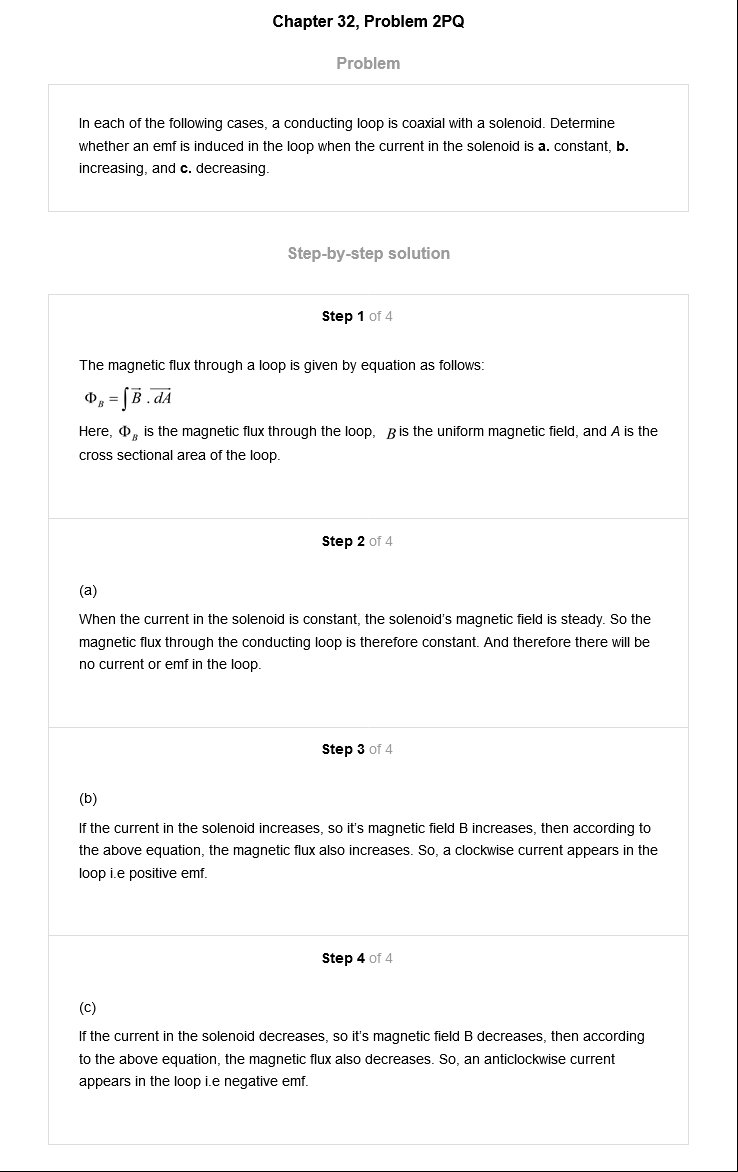 Chapter 32, Problem 2PQ
Problem
In each of the following cases, a conducting loop is coaxial with a solenoid. Determine
whether an emf is induced in the loop when the current in the solenoid is a. constant, b.
increasing, and c. decreasing.
Step-by-step solution
Step 1 of 4
The magnetic flux through a loop is given by equation as follows:
Φ_B = ∫ B⃗ . dA⃗
Here, Φ_B is the magnetic flux through the loop, B is the uniform magnetic field, and A is the
cross sectional area of the loop.
Step 2 of 4
(a)
When the current in the solenoid is constant, the solenoid's magnetic field is steady. So the
magnetic flux through the conducting loop is therefore constant. And therefore there will be
no current or emf in the loop.
Step 3 of 4
(b)
If the current in the solenoid increases, so it's magnetic field B increases, then according to
the above equation, the magnetic flux also increases. So, a clockwise current appears in the
loop i.e positive emf.
Step 4 of 4
(c)
If the current in the solenoid decreases, so it's magnetic field B decreases, then according
to the above equation, the magnetic flux also decreases. So, an anticlockwise current
appears in the loop i.e negative emf.